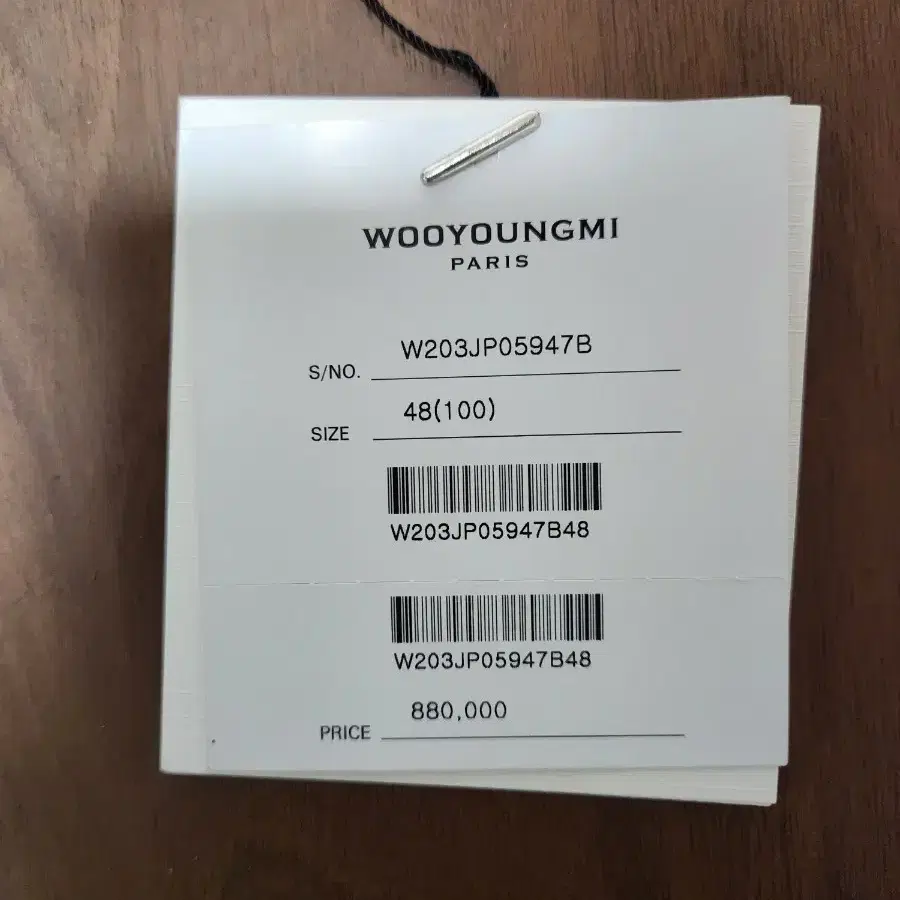 WOOYOUNGMI
PARIS
S/NO. W203JP05947B
SIZE 48(100)
W203JP05947B48
W203JP05947B48
PRICE 880,000